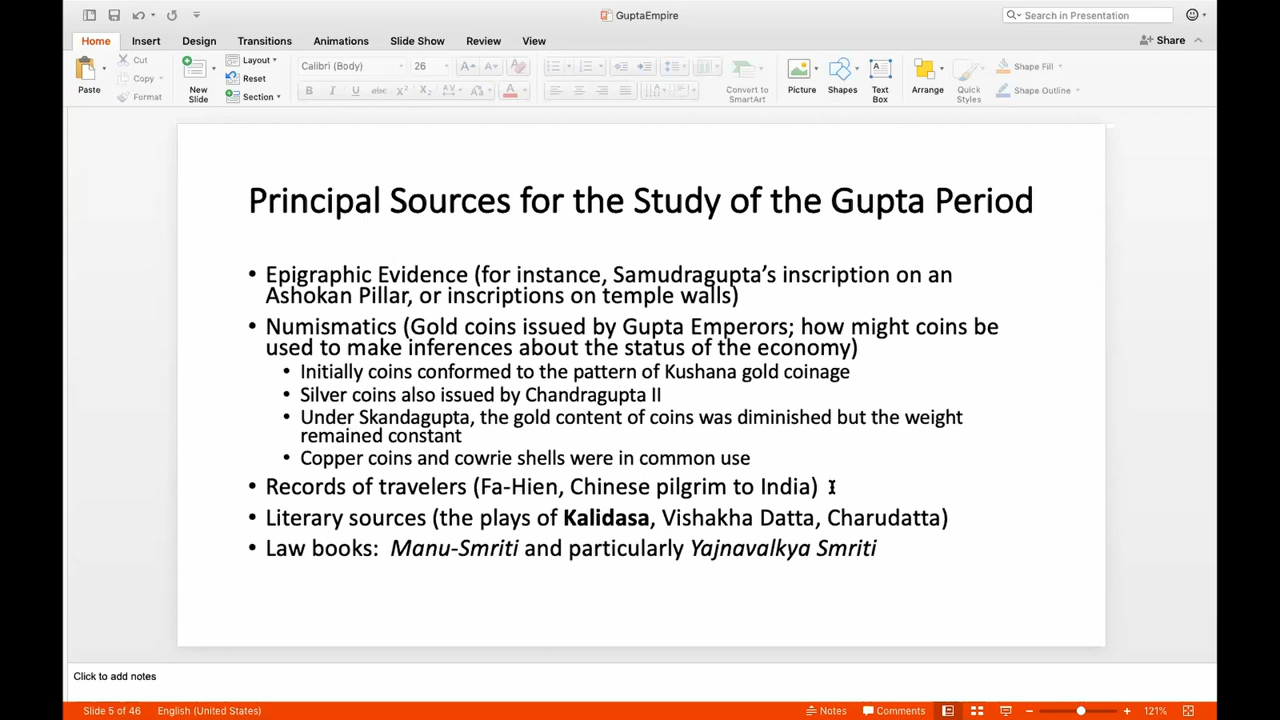 GuptaEmpire
Search in Presentation
Home Insert Design Transitions Animations Slide Show Review View
Share
Paste
Cut
Copy
Format
New
Slide
Layout
Reset
Section
Calibri (Body) 26
B I U abc X² X₂ AV Aa A
Convert to
SmartArt
Picture
Shapes
Text
Box
Arrange
Quick
Styles
Shape Fill
Shape Outline
Principal Sources for the Study of the Gupta Period
• Epigraphic Evidence (for instance, Samudragupta’s inscription on an
Ashokan Pillar, or inscriptions on temple walls)
• Numismatics (Gold coins issued by Gupta Emperors; how might coins be
used to make inferences about the status of the economy)
• Initially coins conformed to the pattern of Kushana gold coinage
• Silver coins also issued by Chandragupta II
• Under Skandagupta, the gold content of coins was diminished but the weight
remained constant
• Copper coins and cowrie shells were in common use
• Records of travelers (Fa-Hien, Chinese pilgrim to India)
• Literary sources (the plays of Kalidasa, Vishakha Datta, Charudatta)
• Law books:  Manu-Smriti and particularly Yajnavalkya Smriti
Click to add notes
Slide 5 of 46 English (United States) Notes Comments 121%